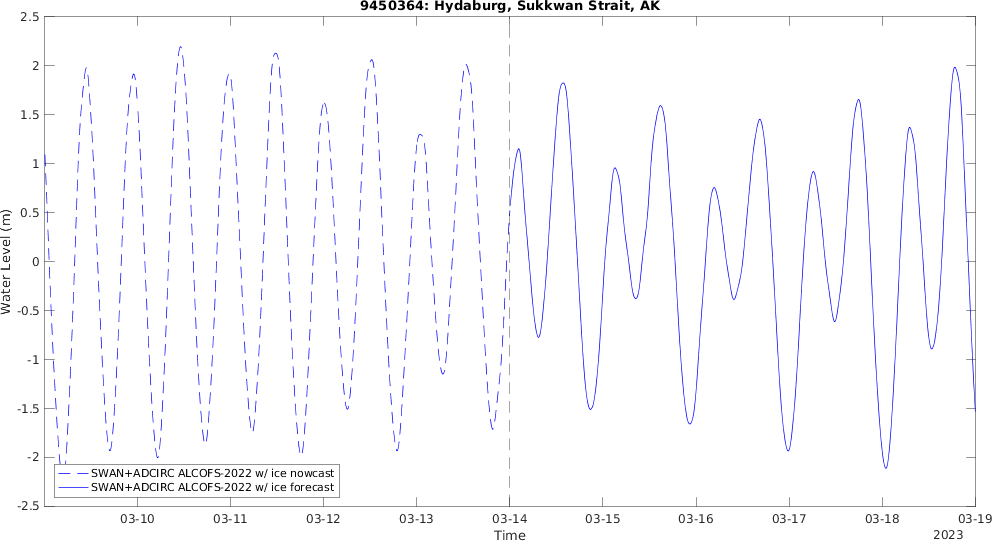 9450364: Hydaburg, Sukkwan Strait, AK
2.5
2
1.5
1
0.5
0
-0.5
-1
-1.5
-2
-2.5
Water Level (m)
SWAN+ADCIRC ALCOFS-2022 w/ ice nowcast
SWAN+ADCIRC ALCOFS-2022 w/ ice forecast
03-10 03-11 03-12 03-13 03-14 03-15 03-16 03-17 03-18 03-19
Time
2023